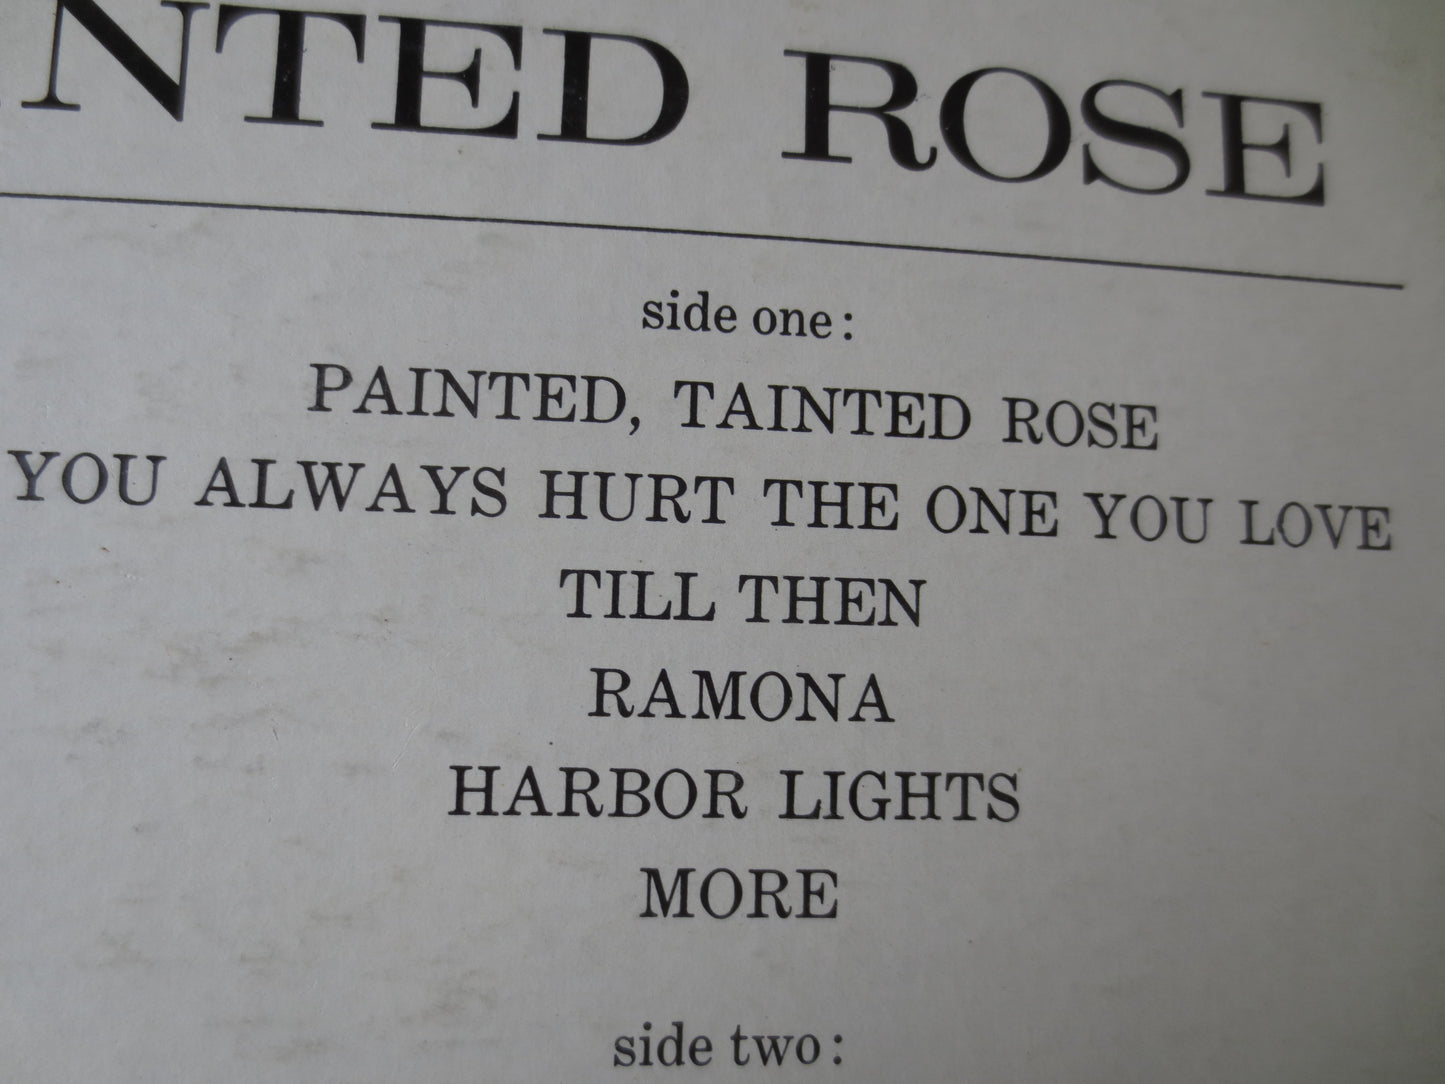 NTED ROSE
side one:
PAINTED, TAINTED ROSE
YOU ALWAYS HURT THE ONE YOU LOVE
TILL THEN
RAMONA
HARBOR LIGHTS
MORE
side two: